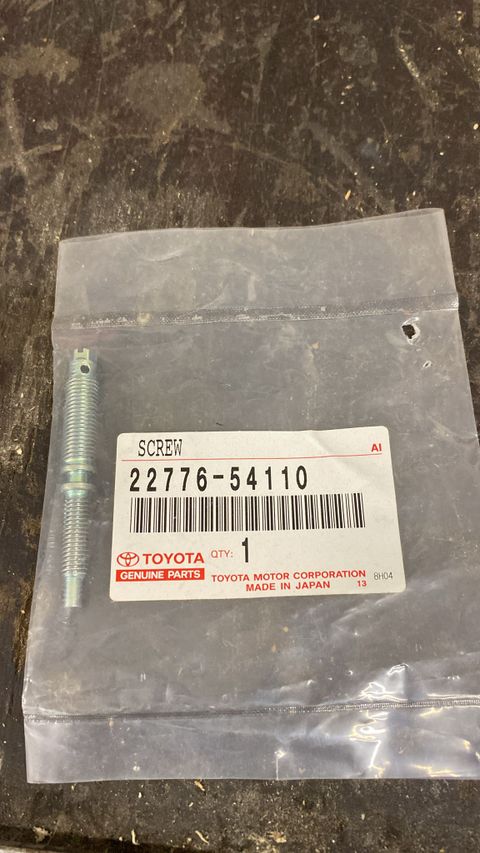 SCREW
AI
22776-54110
TOYOTA QTY: 1
GENUINE PARTS
TOYOTA MOTOR CORPORATION 8H04
MADE IN JAPAN 13